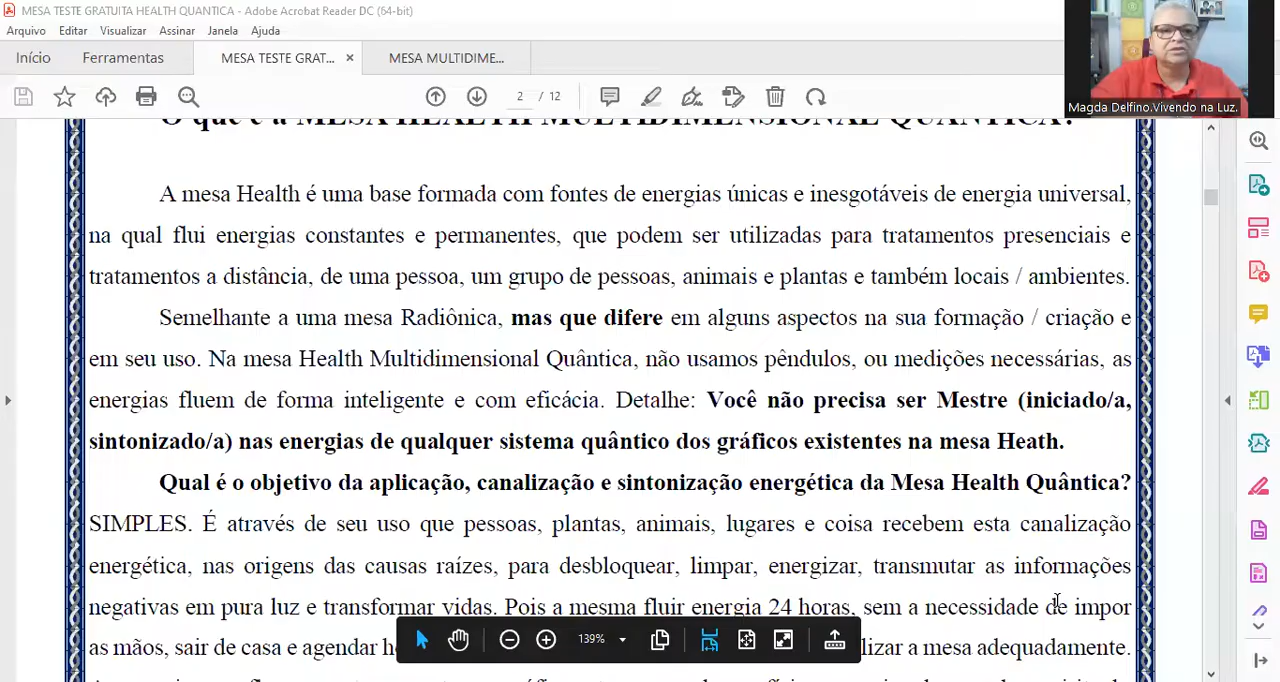 MESA TESTE GRATUITA HEALTH QUANTICA - Adobe Acrobat Reader DC (64-bit)
Arquivo Editar Visualizar Assinar Janela Ajuda
Início Ferramentas MESA TESTE GRAT... × MESA MULTIDIME...
2 / 12
Magda Delfino.Vivendo na Luz.
O que é a MESA HEALTH MULTIDIMENSIONAL QUÂNTICA?
A mesa Health é uma base formada com fontes de energias únicas e inesgotáveis de energia universal,
na qual flui energias constantes e permanentes, que podem ser utilizadas para tratamentos presenciais e
tratamentos a distância, de uma pessoa, um grupo de pessoas, animais e plantas e também locais / ambientes.
Semelhante a uma mesa Radiônica, mas que difere em alguns aspectos na sua formação / criação e
em seu uso. Na mesa Health Multidimensional Quântica, não usamos pêndulos, ou medições necessárias, as
energias fluem de forma inteligente e com eficácia. Detalhe: Você não precisa ser Mestre (iniciado/a,
sintonizado/a) nas energias de qualquer sistema quântico dos gráficos existentes na mesa Heath.
Qual é o objetivo da aplicação, canalização e sintonização energética da Mesa Health Quântica?
SIMPLES. É através de seu uso que pessoas, plantas, animais, lugares e coisa recebem esta canalização
energética, nas origens das causas raízes, para desbloquear, limpar, energizar, transmutar as informações
negativas em pura luz e transformar vidas. Pois a mesma fluir energia 24 horas, sem a necessidade de impor
as mãos, sair de casa e agendar lizar a mesa adequadamente.
139%